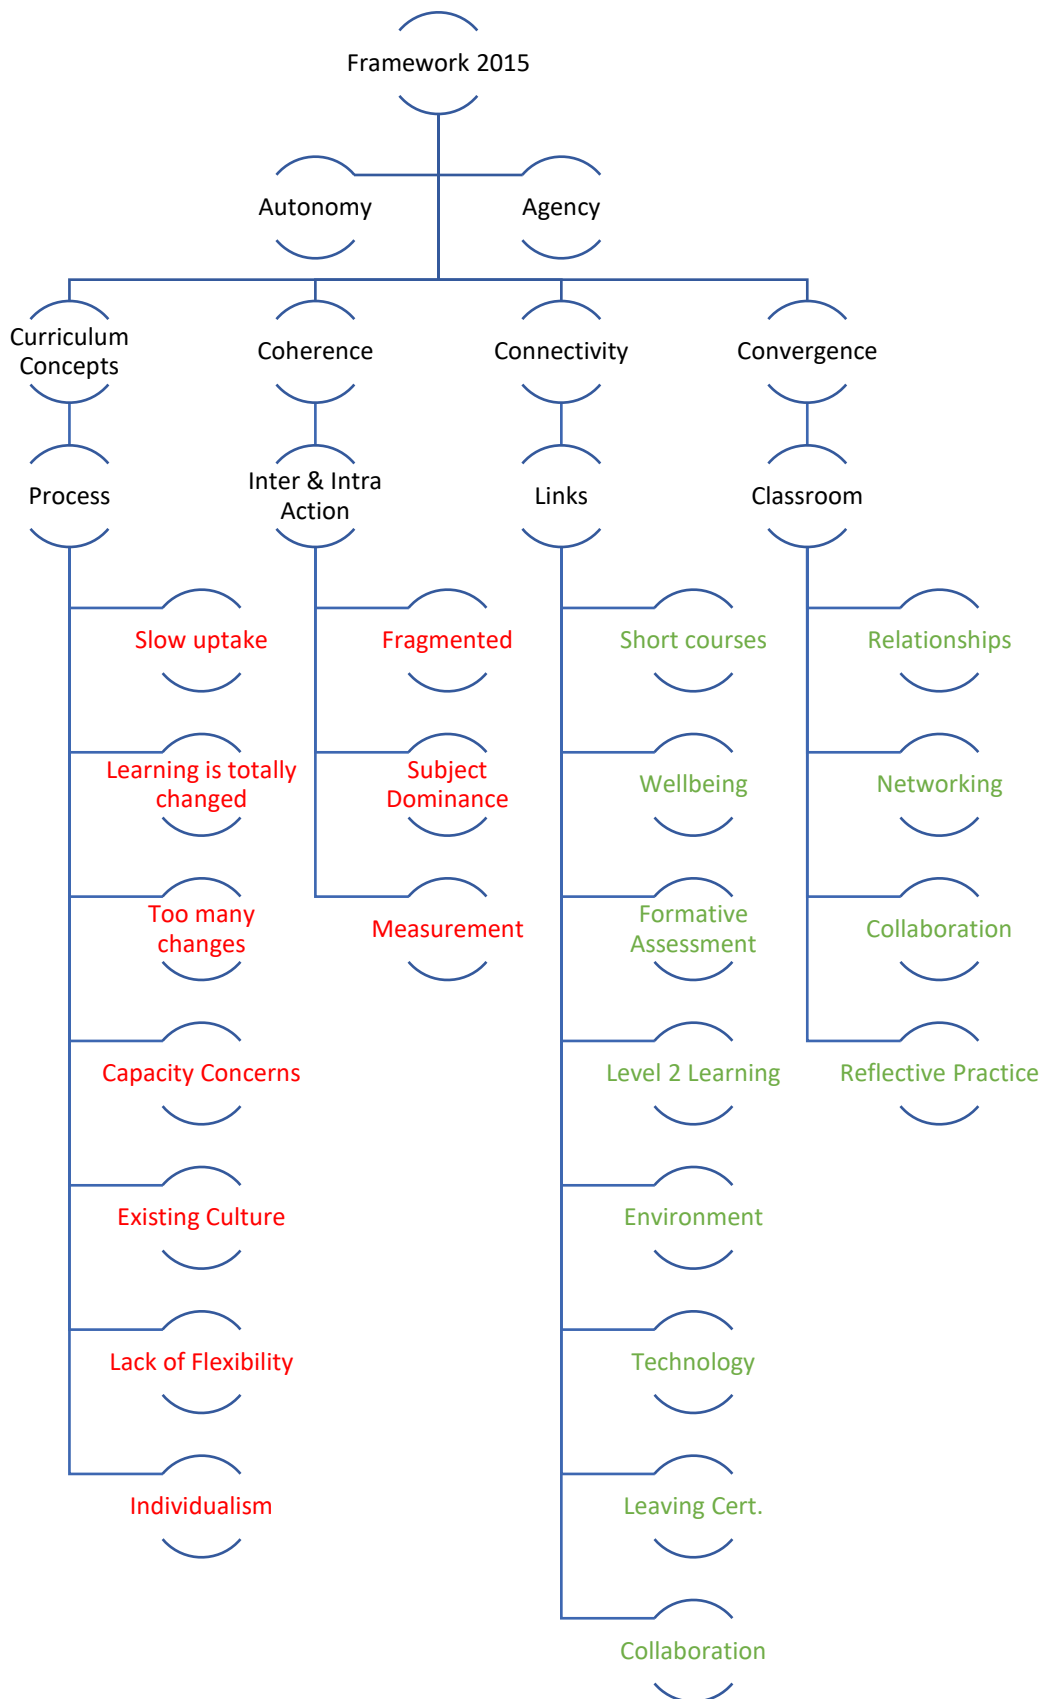 Framework 2015
Autonomy
Agency
Curriculum
Concepts
Coherence
Connectivity
Convergence
Process
Inter & Intra
Action
Links
Classroom
Slow uptake
Fragmented
Short courses
Relationships
Learning is totally
changed
Subject
Dominance
Wellbeing
Networking
Too many
changes
Measurement
Formative
Assessment
Collaboration
Capacity Concerns
Level 2 Learning
Reflective Practice
Existing Culture
Environment
Lack of Flexibility
Technology
Individualism
Leaving Cert.
Collaboration